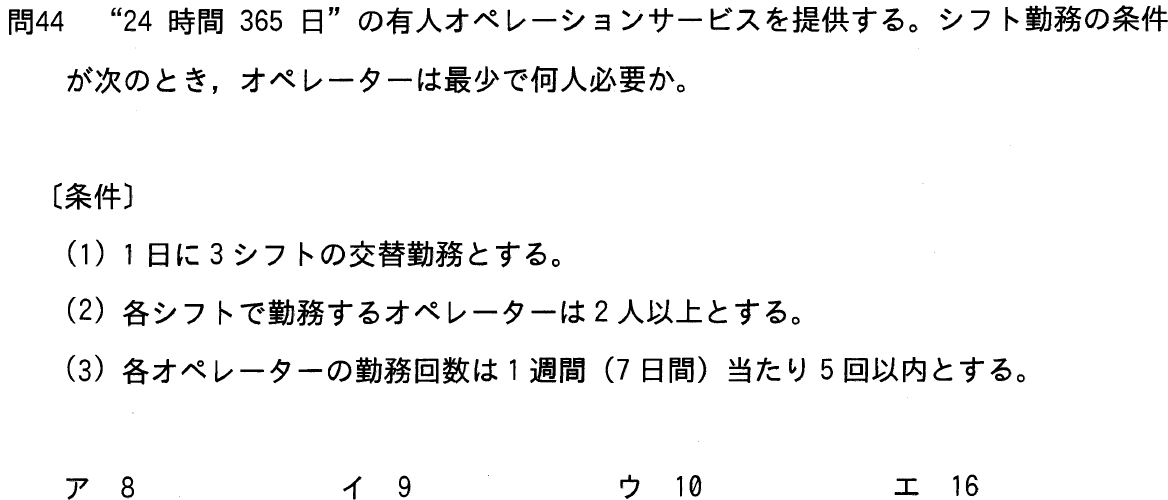 問44 “24 時間 365 日”の有人オペレーションサービスを提供する。シフト勤務の条件
が次のとき，オペレーターは最少で何人必要か。
〔条件〕
(1) 1日に3シフトの交替勤務とする。
(2) 各シフトで勤務するオペレーターは2人以上とする。
(3) 各オペレーターの勤務回数は1週間（7日間）当たり5回以内とする。
ア 8 イ 9 ウ 10 エ 16